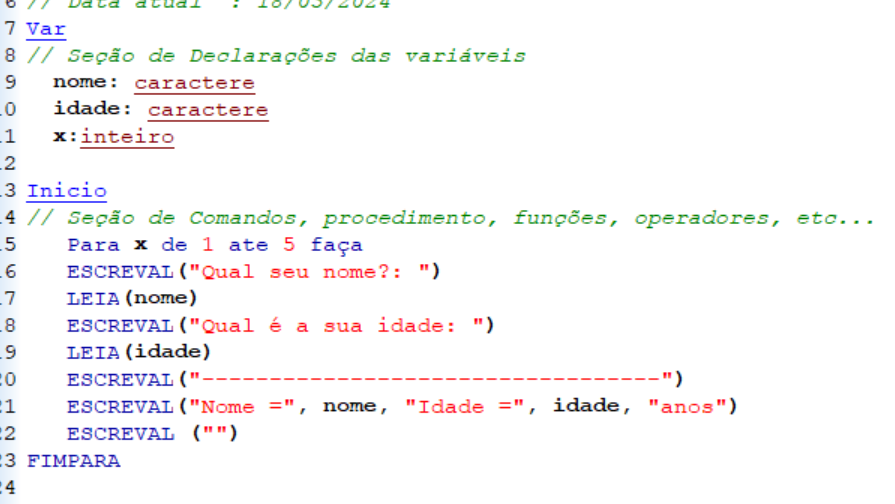 6 // Data atual  : 18/05/2024
7 Var
8 // Seção de Declarações das variáveis
9 nome: caractere
0 idade: caractere
1 x:inteiro
2
3 Inicio
4 // Seção de Comandos, procedimento, funções, operadores, etc...
5 Para x de 1 ate 5 faça
6 ESCREVAL("Qual seu nome?: ")
7 LEIA(nome)
8 ESCREVAL("Qual é a sua idade: ")
9 LEIA(idade)
20 ESCREVAL("----------------------------------")
21 ESCREVAL("Nome =", nome, "Idade =", idade, "anos")
22 ESCREVAL ("")
23 FIMPARA
24